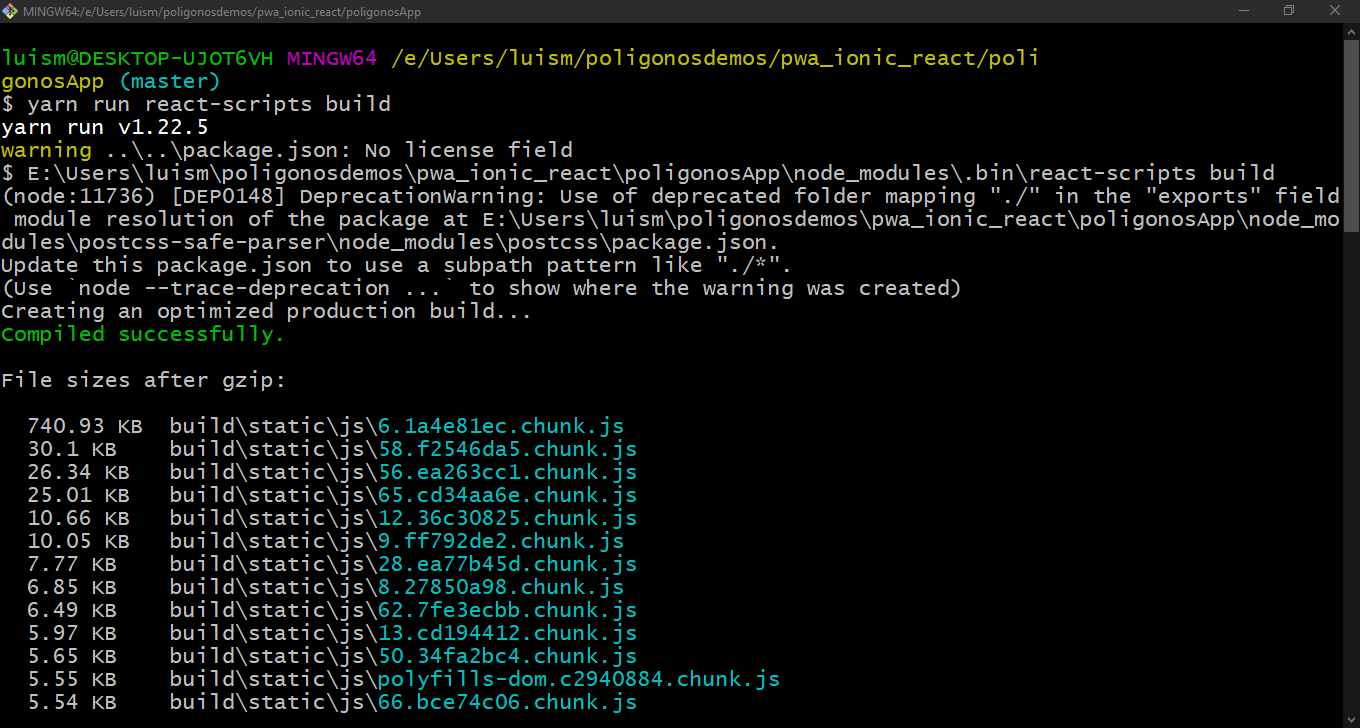 MINGW64:/e/Users/luism/poligonosdemos/pwa_ionic_react/poligonosApp
luism@DESKTOP-UJOT6VH MINGW64 /e/Users/luism/poligonosdemos/pwa_ionic_react/poli
gonosApp (master)
$ yarn run react-scripts build
yarn run v1.22.5
warning ..\..\package.json: No license field
$ E:\Users\luism\poligonosdemos\pwa_ionic_react\poligonosApp\node_modules\.bin\react-scripts build
(node:11736) [DEP0148] DeprecationWarning: Use of deprecated folder mapping "./" in the "exports" field
 module resolution of the package at E:\Users\luism\poligonosdemos\pwa_ionic_react\poligonosApp\node_mo
dules\postcss-safe-parser\node_modules\postcss\package.json.
Update this package.json to use a subpath pattern like "./*".
(Use `node --trace-deprecation ...` to show where the warning was created)
Creating an optimized production build...
Compiled successfully.
File sizes after gzip:
740.93 KB  build\static\js\6.1a4e81ec.chunk.js
30.1 KB    build\static\js\58.f2546da5.chunk.js
26.34 KB   build\static\js\56.ea263cc1.chunk.js
25.01 KB   build\static\js\65.cd34aa6e.chunk.js
10.66 KB   build\static\js\12.36c30825.chunk.js
10.05 KB   build\static\js\9.ff792de2.chunk.js
7.77 KB    build\static\js\28.ea77b45d.chunk.js
6.85 KB    build\static\js\8.27850a98.chunk.js
6.49 KB    build\static\js\62.7fe3ecbb.chunk.js
5.97 KB    build\static\js\13.cd194412.chunk.js
5.65 KB    build\static\js\50.34fa2bc4.chunk.js
5.55 KB    build\static\js\polyfills-dom.c2940884.chunk.js
5.54 KB    build\static\js\66.bce74c06.chunk.js